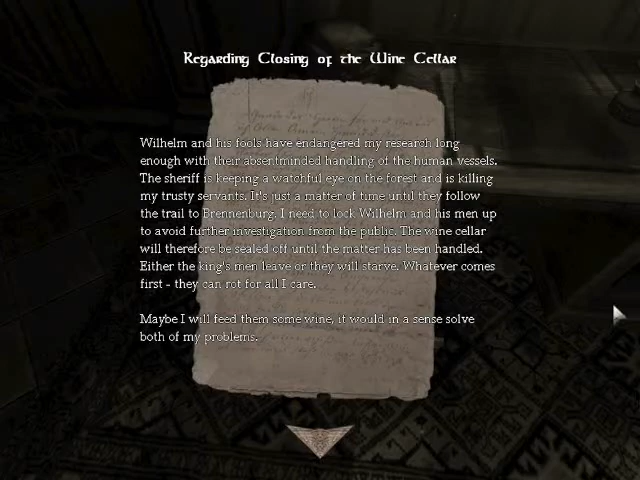 Regarding Closing of the Wine Cellar
Wilhelm and his fools have endangered my research long
enough with their absentminded handling of the human vessels.
The sheriff is keeping a watchful eye on the forest and is killing
my trusty servants. It's just a matter of time until they follow
the trail to Brennenburg. I need to lock Wilhelm and his men up
to avoid further investigation from the public. The wine cellar
will therefore be sealed off until the matter has been handled.
Either the king's men leave or they will starve. Whatever comes
first - they can rot for all I care.
Maybe I will feed them some wine, it would in a sense solve
both of my problems.